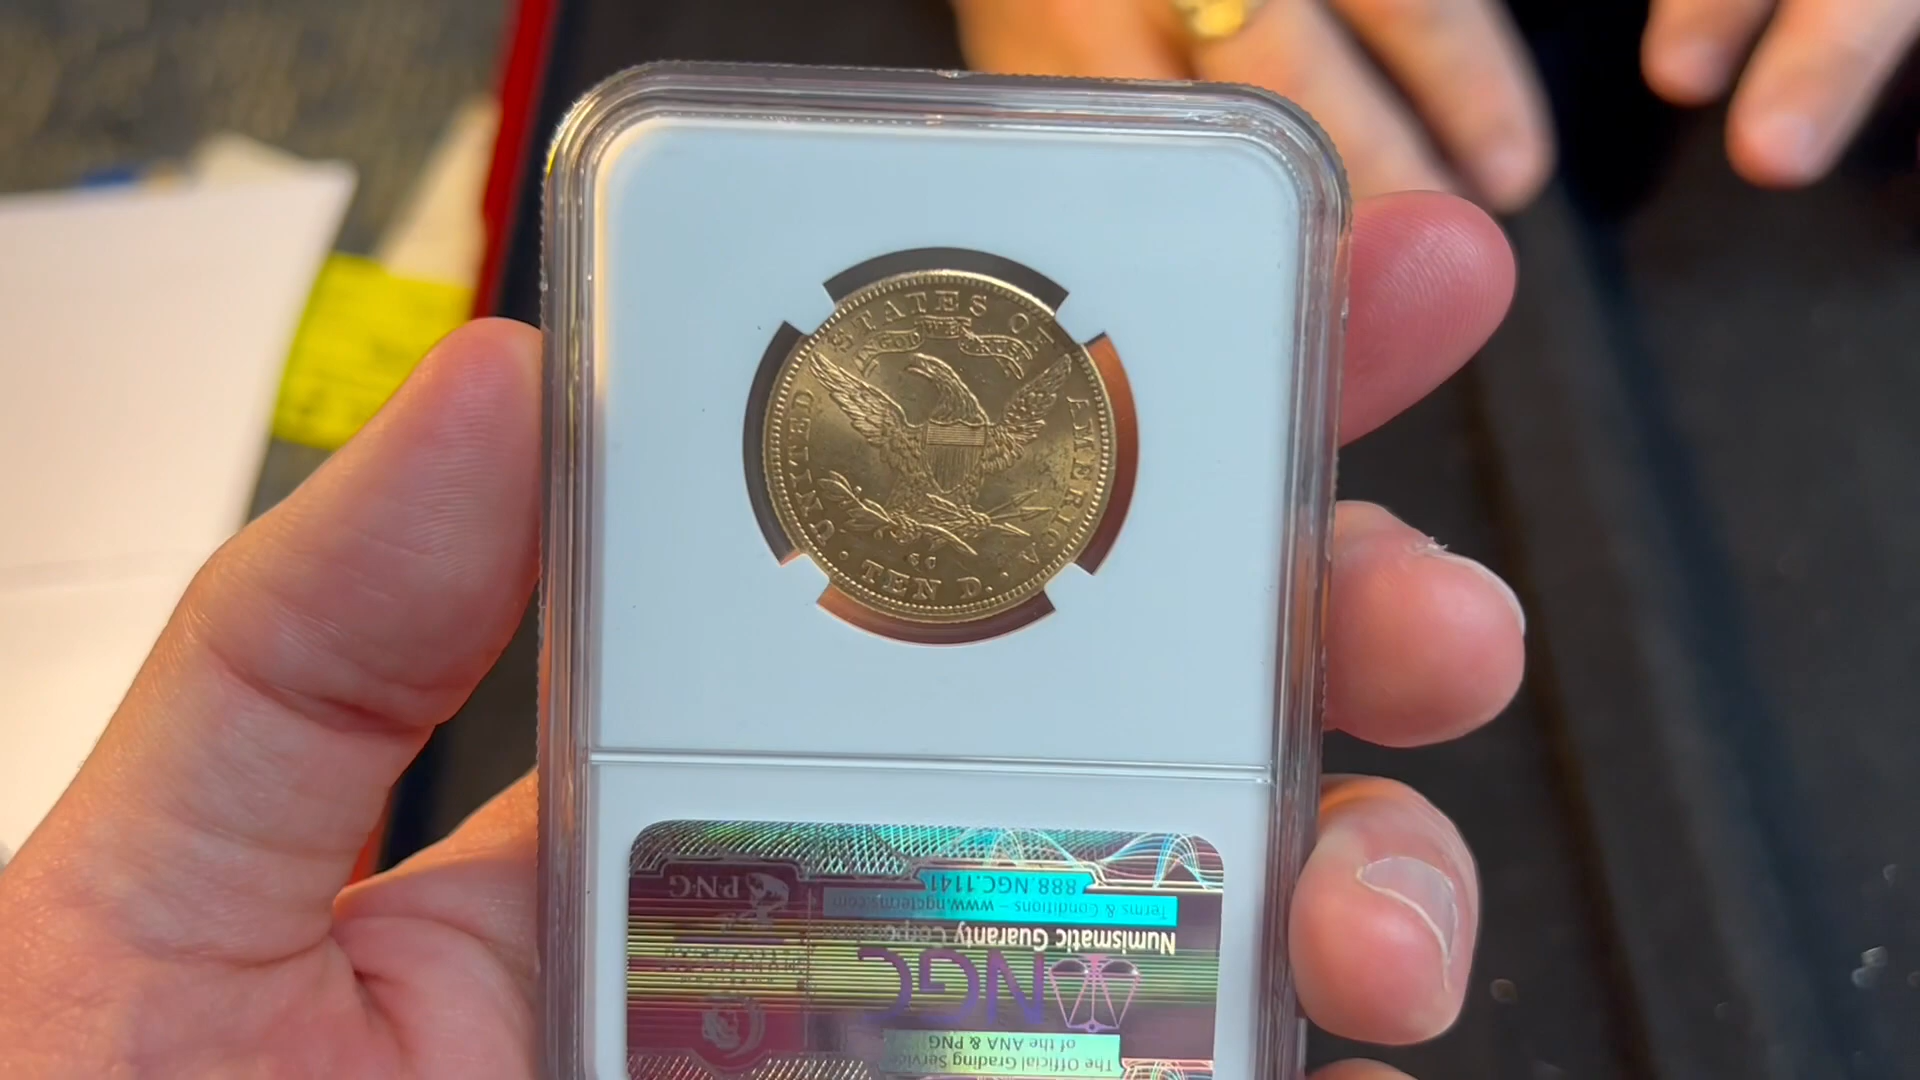 UNITED STATES OF AMERICA
IN GOD WE TRUST
CC
TEN D.
PNG
888.NGC.1141
Terms & Conditions – www.ngcterms.com
Numismatic Guaranty Corporation
NGC
The Official Grading Service
of the ANA & PNG